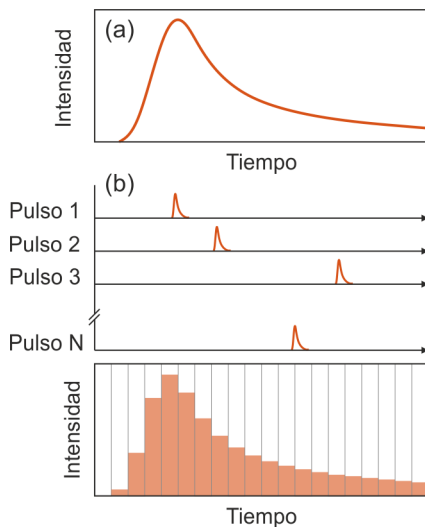 (a)
Intensidad
Tiempo
(b)
Pulso 1
Pulso 2
Pulso 3
Pulso N
Intensidad
Tiempo